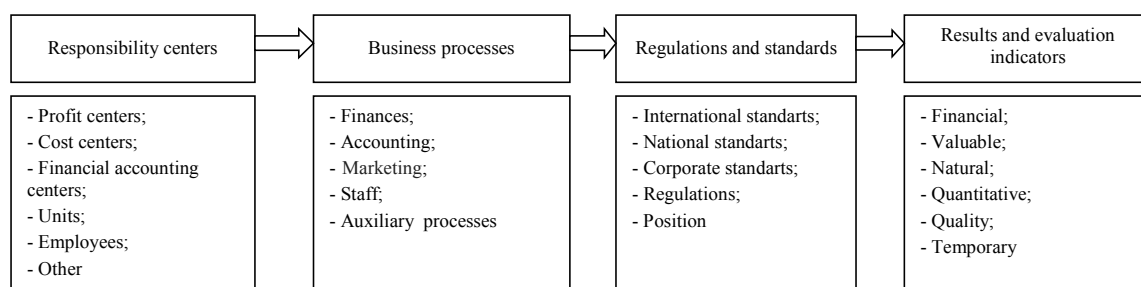 Responsibility centers
Business processes
Regulations and standards
Results and evaluation
indicators
- Profit centers;
- Cost centers;
- Financial accounting
centers;
- Units;
- Employees;
- Other
- Finances;
- Accounting;
- Marketing;
- Staff;
- Auxiliary processes
- International standarts;
- National standarts;
- Corporate standarts;
- Regulations;
- Position
- Financial;
- Valuable;
- Natural;
- Quantitative;
- Quality;
- Temporary